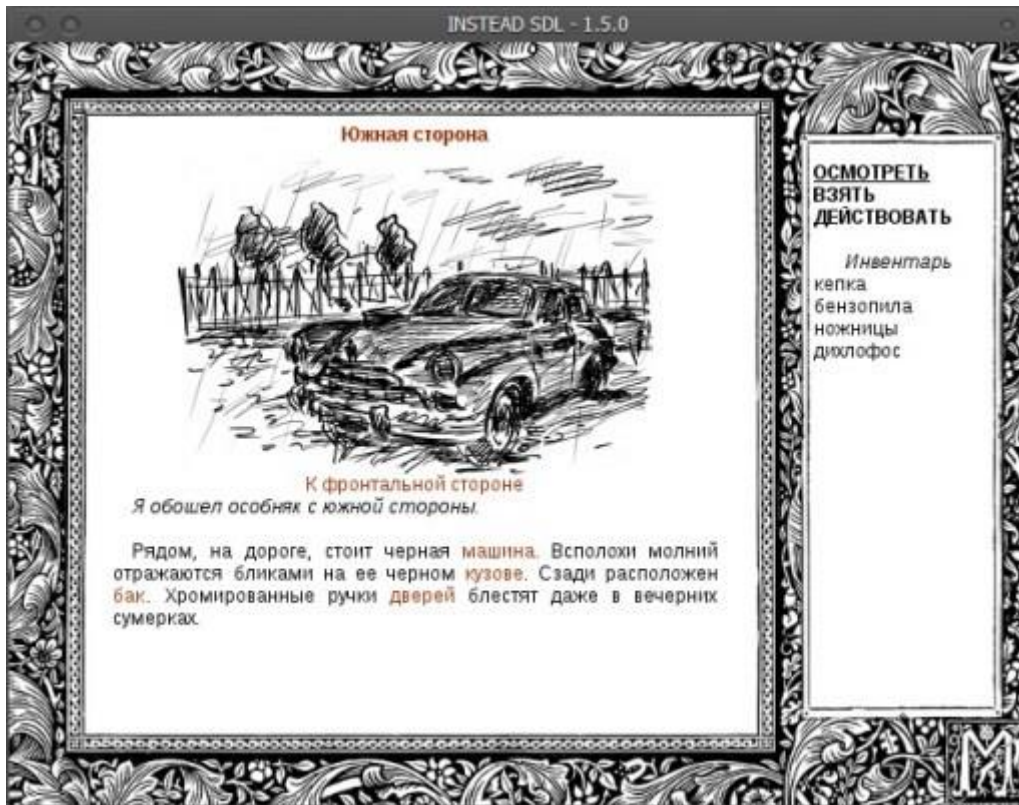 INSTEAD SDL - 1.5.0
Южная сторона
К фронтальной стороне
Я обошел особняк с южной стороны.
Рядом, на дороге, стоит черная машина. Всполохи молний
отражаются бликами на ее черном кузове. Сзади расположен
бак. Хромированные ручки дверей блестят даже в вечерних
сумерках.
ОСМОТРЕТЬ
ВЗЯТЬ
ДЕЙСТВОВАТЬ
Инвентарь
кепка
бензопила
ножницы
дихлофос
M